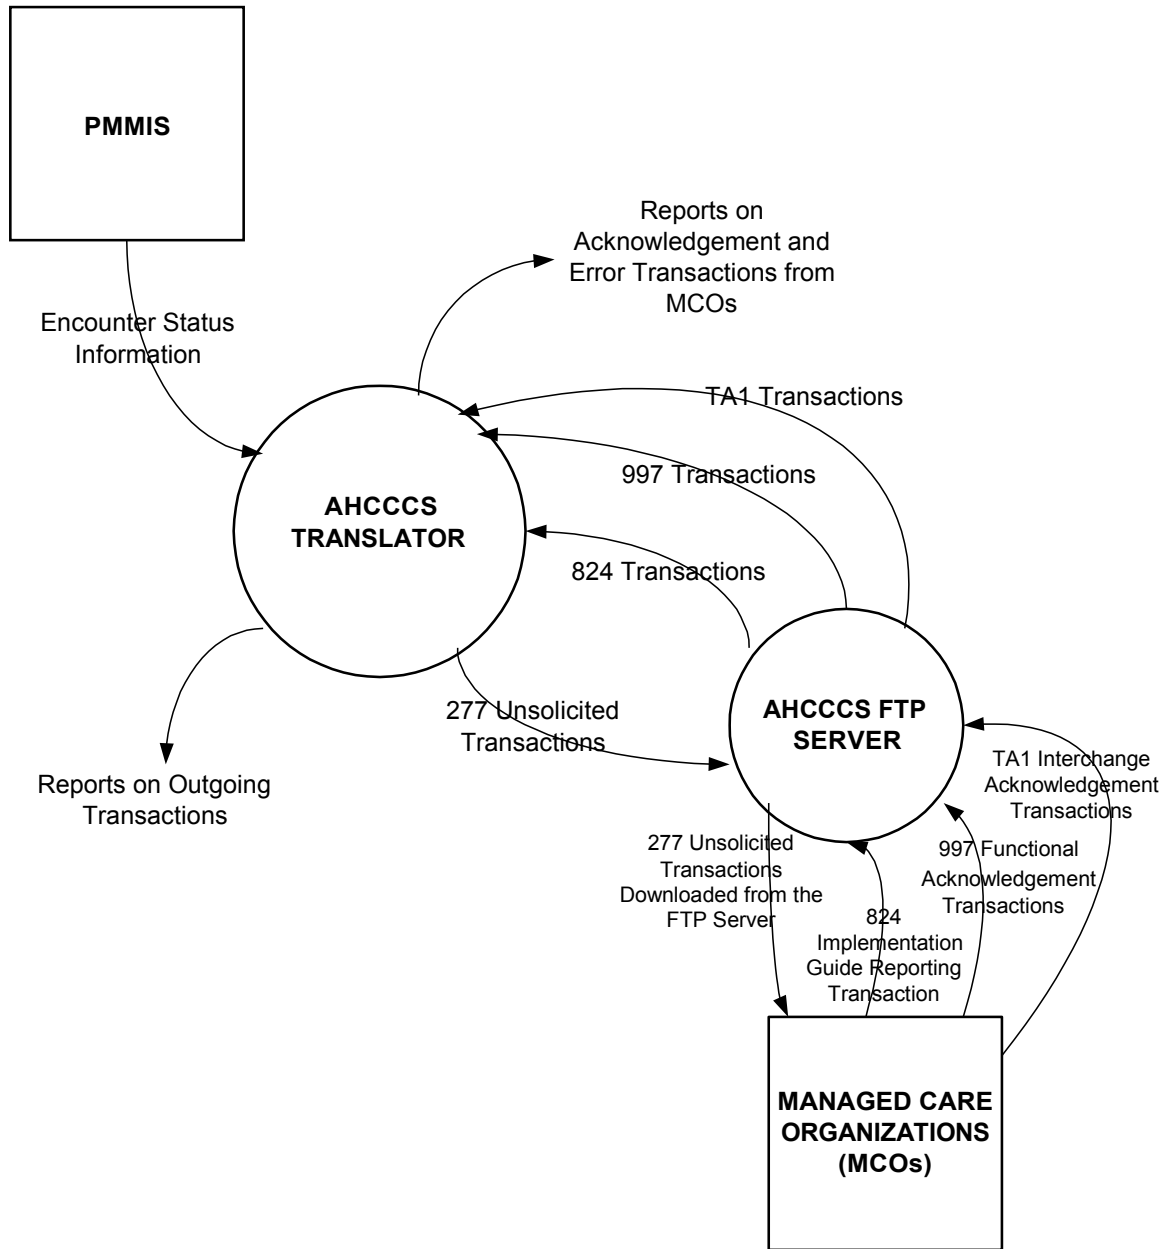 PMMIS
Reports on
Acknowledgement and
Error Transactions from
MCOs
Encounter Status
Information
TA1 Transactions
997 Transactions
AHCCCS
TRANSLATOR
824 Transactions
277 Unsolicited
Transactions
AHCCCS FTP
SERVER
Reports on Outgoing
Transactions
TA1 Interchange
Acknowledgement
Transactions
277 Unsolicited
Transactions
Downloaded from the
FTP Server
997 Functional
Acknowledgement
Transactions
824
Implementation
Guide Reporting
Transaction
MANAGED CARE
ORGANIZATIONS
(MCOs)